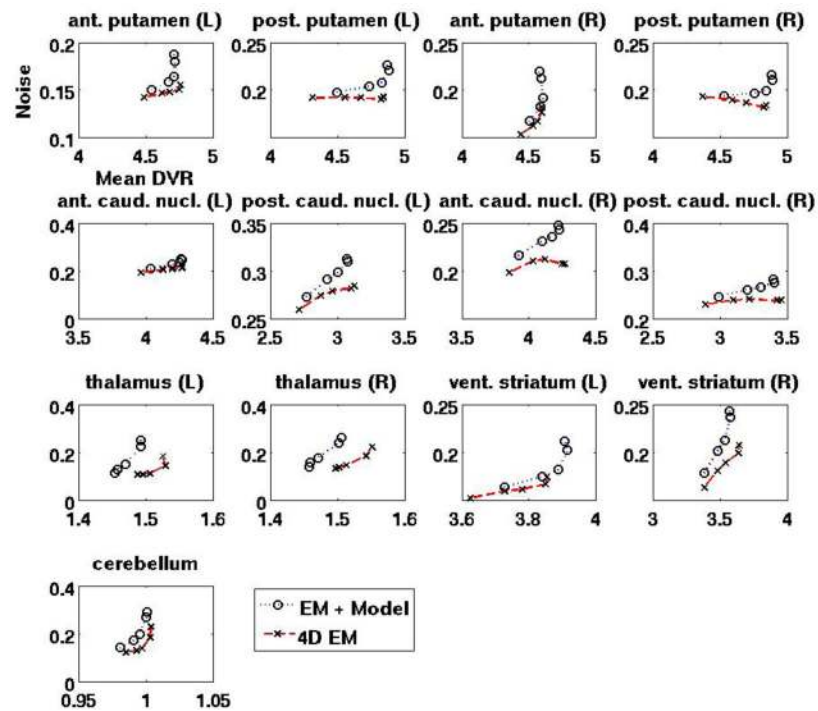 ant. putamen (L) post. putamen (L) ant. putamen (R) post. putamen (R)
0.2
0.15
0.1
Noise
4 4.5 5
Mean DVR
0.2
4 4.5 5
0.2
4 4.5 5
0.2
4 4.5 5
ant. caud. nucl. (L) post. caud. nucl. (L) ant. caud. nucl. (R) post. caud. nucl. (R)
0.4
0.2
0
3.5 4 4.5
0.35
0.3
0.25
2.5 3 3.5
0.25
0.2
3.5 4 4.5
0.4
0.3
0.2
2.5 3 3.5
thalamus (L) thalamus (R) vent. striatum (L) vent. striatum (R)
0.4
0.2
0
1.4 1.5 1.6
0.4
0.2
0
1.4 1.5 1.6
0.25
0.2
3.6 3.8 4
0.25
0.2
3 3.5 4
cerebellum
0.4
0.2
0
0.95 1 1.05
EM + Model
4D EM